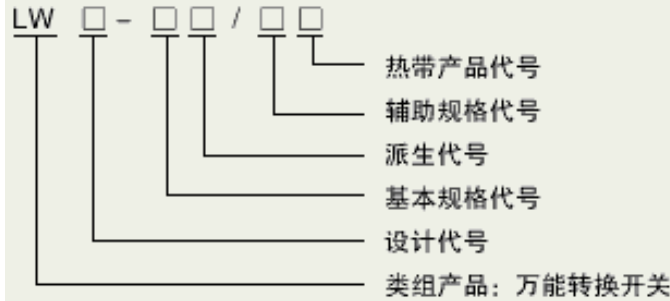 LW □-□□/□□
热带产品代号
辅助规格代号
派生代号
基本规格代号
设计代号
类组产品：万能转换开关